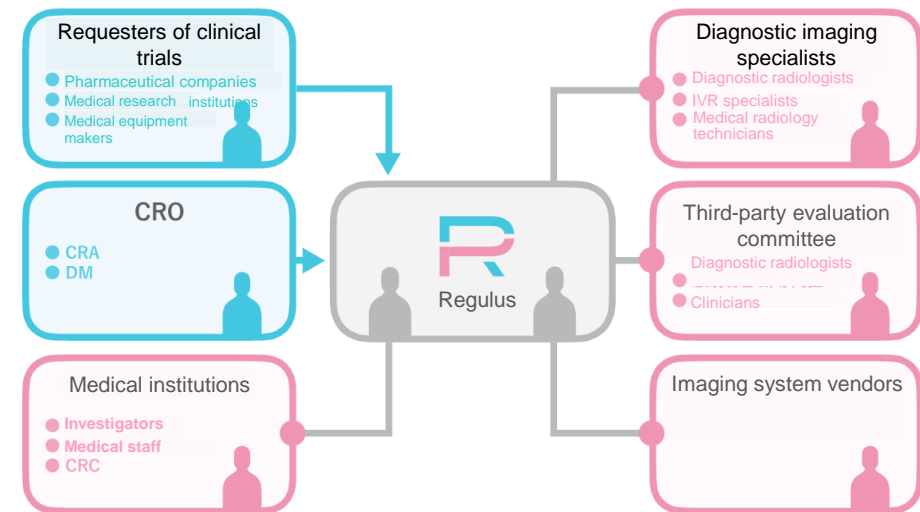 Requesters of clinical
trials
Pharmaceutical companies
Medical research institutions
Medical equipment
makers
CRO
CRA
DM
Medical institutions
Investigators
Medical staff
CRC
Regulus
Diagnostic imaging
specialists
Diagnostic radiologists
IVR specialists
Medical radiology
technicians
Third-party evaluation
committee
Diagnostic radiologists
Clinicians
Imaging system vendors